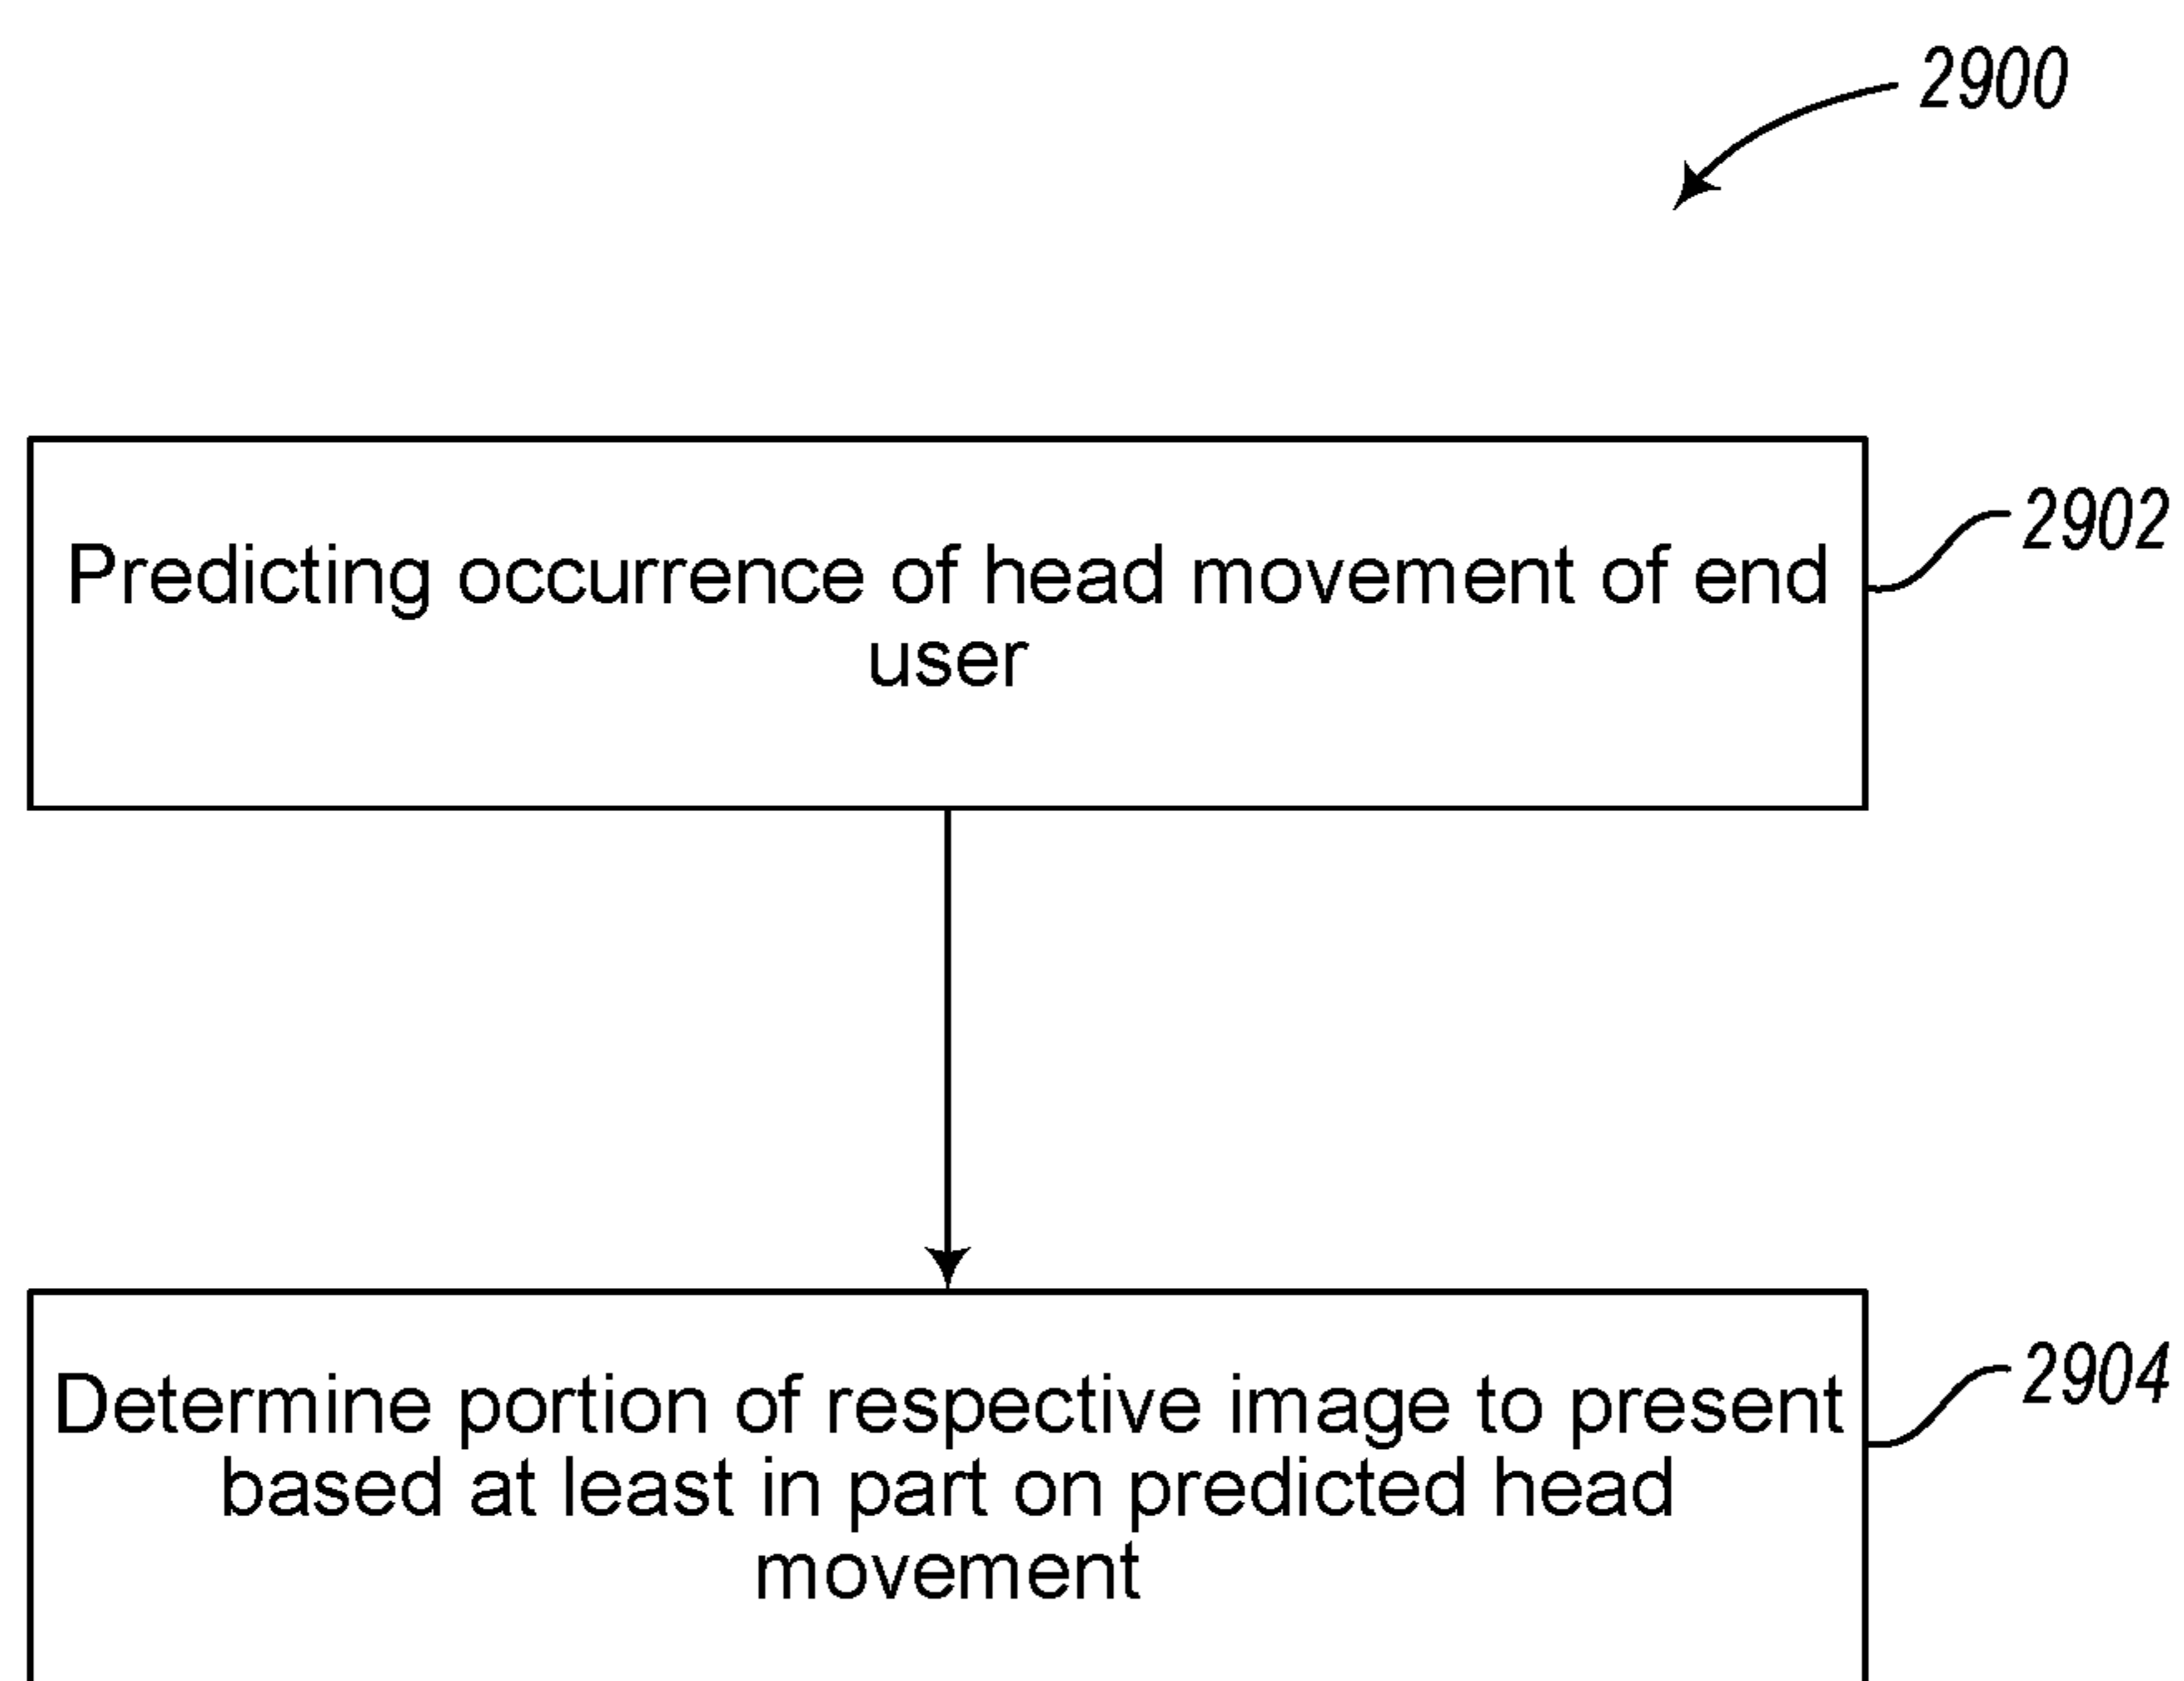 2900
Predicting occurrence of head movement of end
user
2902
Determine portion of respective image to present
based at least in part on predicted head
movement
2904